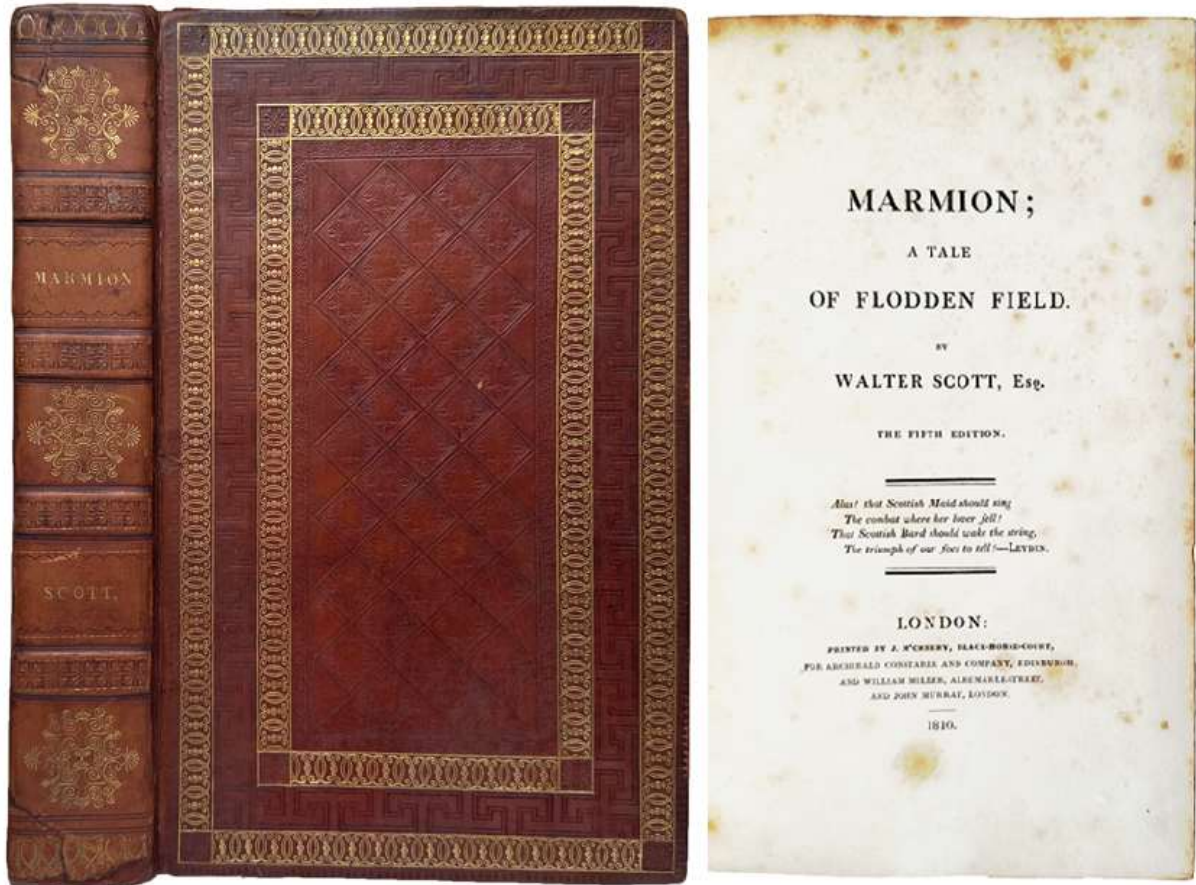 MARMION
SCOTT.
MARMION;
A TALE
OF FLODDEN FIELD.
BY
WALTER SCOTT, Esq.
THE FIFTH EDITION.
Alas! that Scottish Maid should sing
The combat where her lover fell!
That Scottish Bard should wake the string,
The triumph of our foes to tell!—LEYDEN.
LONDON:
PRINTED BY J. M'CREERY, BLACK-HORSE-COURT,
FOR ARCHIBALD CONSTABLE AND COMPANY, EDINBURGH,
AND WILLIAM MILLER, ALBEMARLE-STREET,
AND JOHN MURRAY, LONDON.
1810.